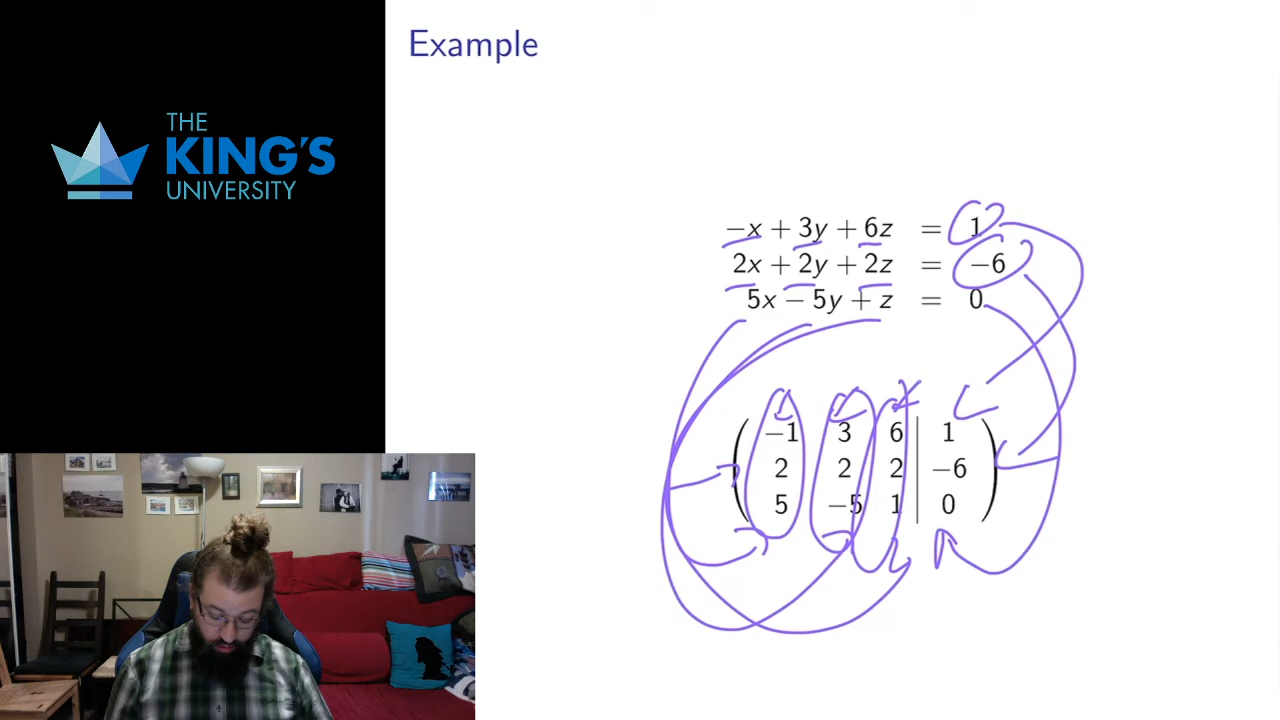 THE
KING'S
UNIVERSITY
Example
−x + 3y + 6z = 1
2x + 2y + 2z = −6
5x − 5y + z = 0
−1 3 6 | 1
2 2 2 | −6
5 −5 1 | 0